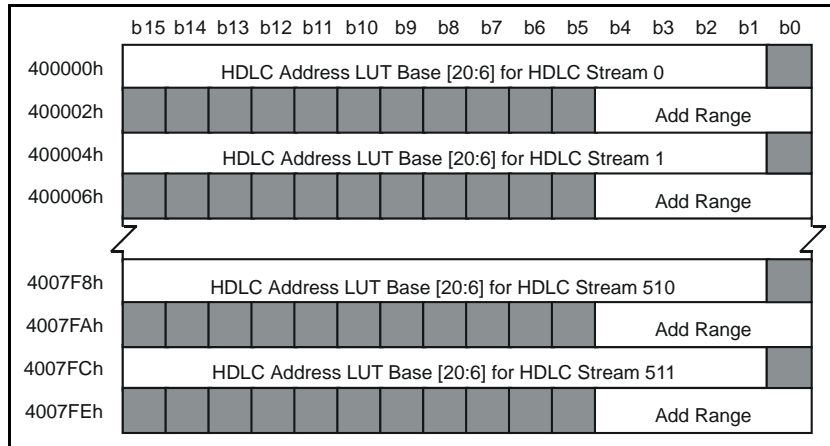 b15 b14 b13 b12 b11 b10 b9 b8 b7 b6 b5 b4 b3 b2 b1 b0
400000h HDLC Address LUT Base [20:6] for HDLC Stream 0
400002h Add Range
400004h HDLC Address LUT Base [20:6] for HDLC Stream 1
400006h Add Range
4007F8h HDLC Address LUT Base [20:6] for HDLC Stream 510
4007FAh Add Range
4007FCh HDLC Address LUT Base [20:6] for HDLC Stream 511
4007FEh Add Range